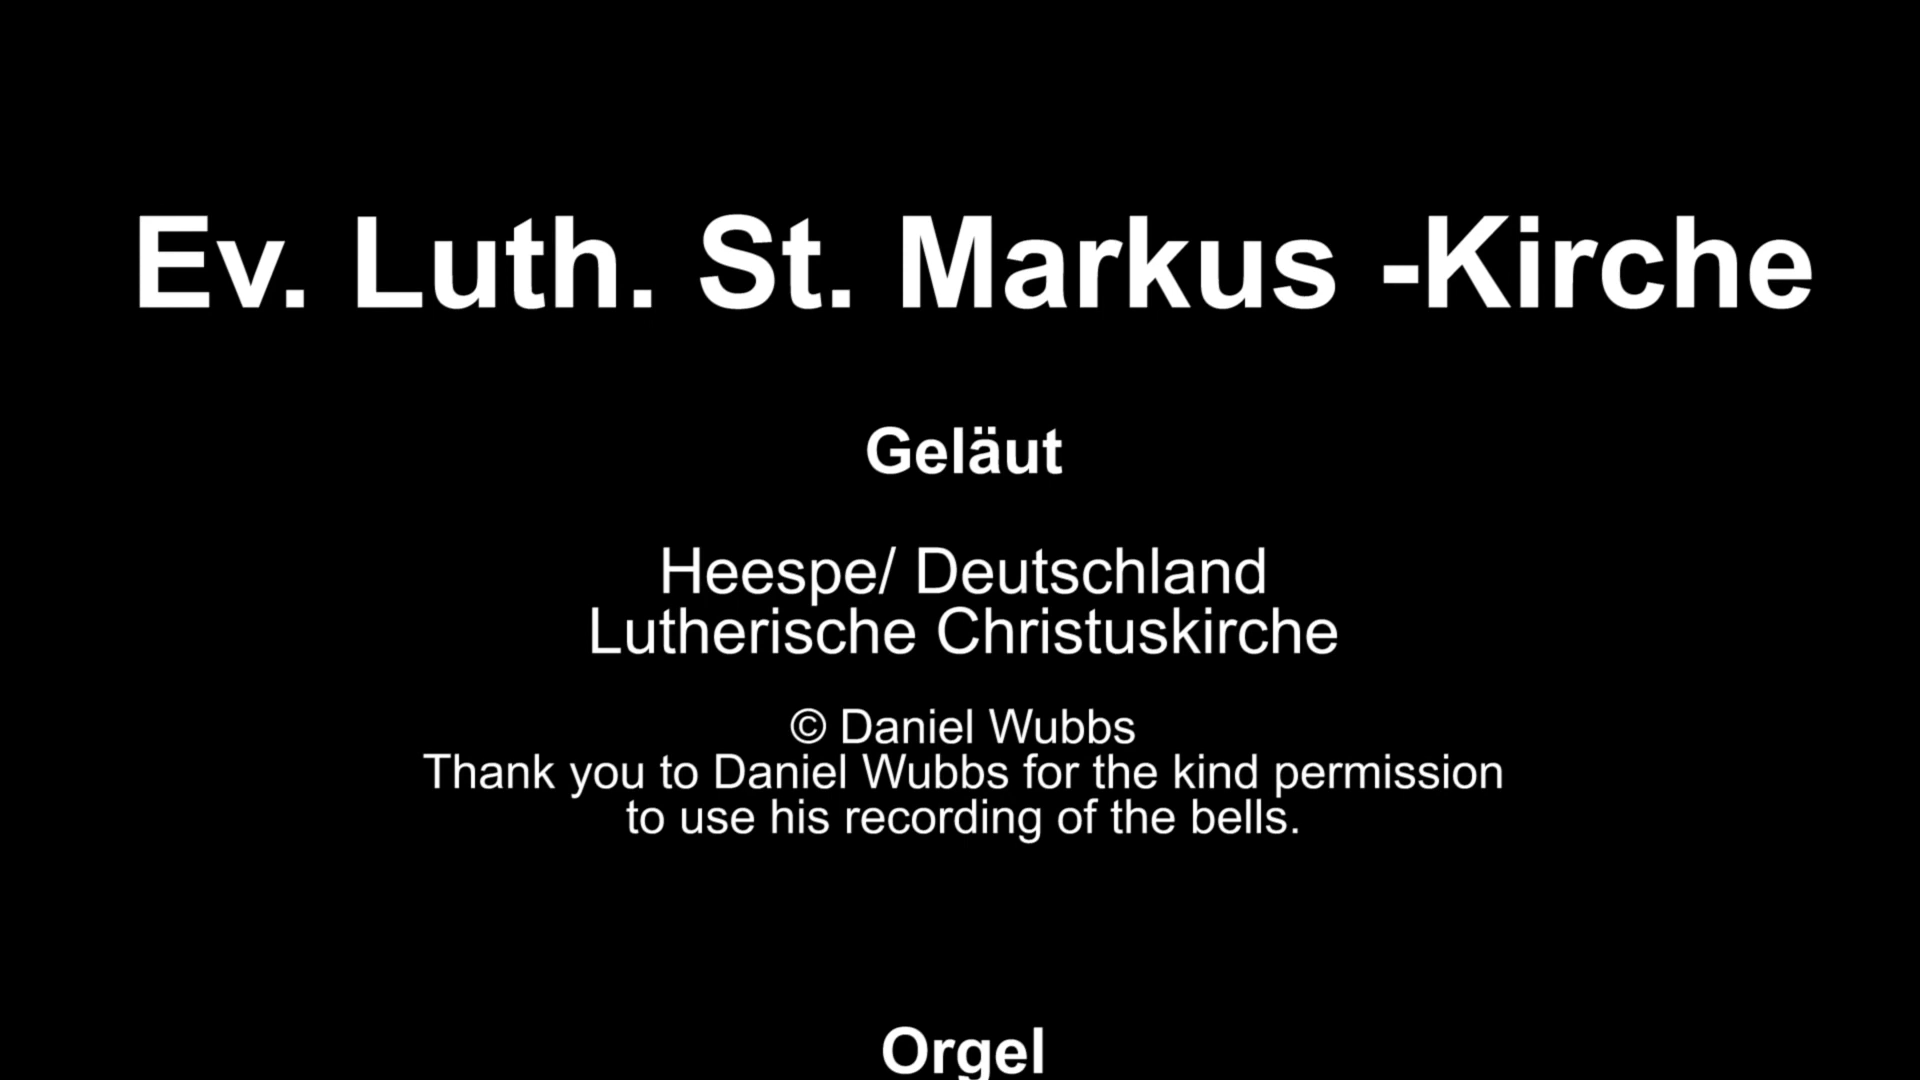 Ev. Luth. St. Markus -Kirche
Geläut
Heespe/ Deutschland
Lutherische Christuskirche
© Daniel Wubbs
Thank you to Daniel Wubbs for the kind permission
to use his recording of the bells.
Orgel